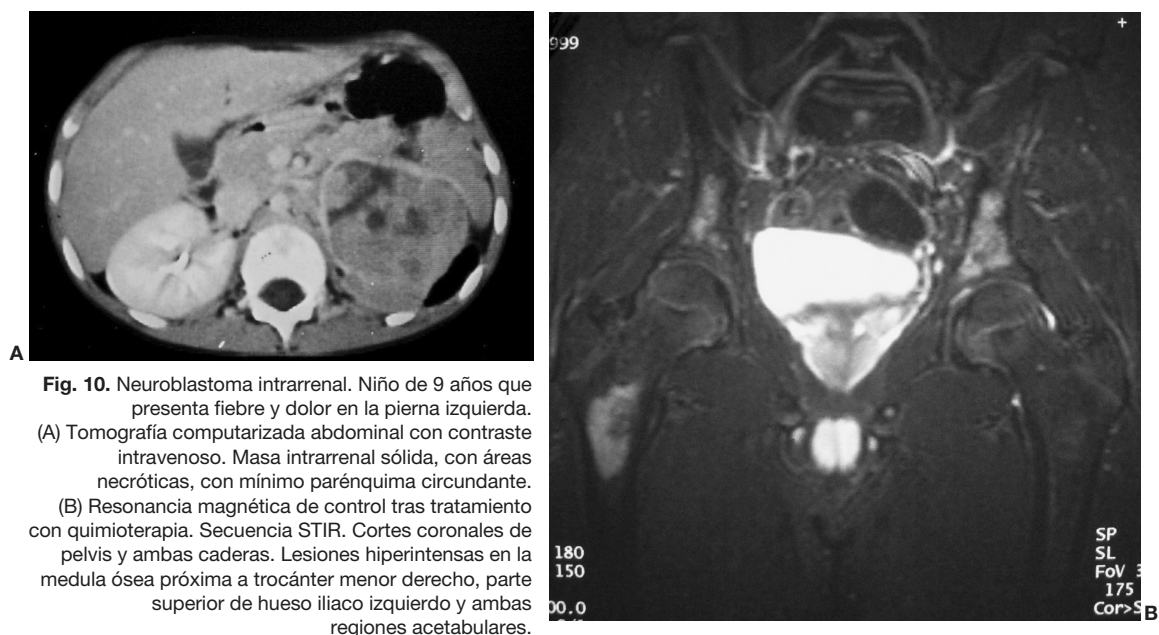 999
+
A
Fig. 10. Neuroblastoma intrarrenal. Niño de 9 años que
presenta fiebre y dolor en la pierna izquierda.
(A) Tomografía computarizada abdominal con contraste
intravenoso. Masa intrarrenal sólida, con áreas
necróticas, con mínimo parénquima circundante.
(B) Resonancia magnética de control tras tratamiento
con quimioterapia. Secuencia STIR. Cortes coronales de
pelvis y ambas caderas. Lesiones hiperintensas en la
medula ósea próxima a trocánter menor derecho, parte
superior de hueso iliaco izquierdo y ambas
regiones acetabulares.
180
150
00.0
SP
SL
FoV 3
175
Cor>S
B